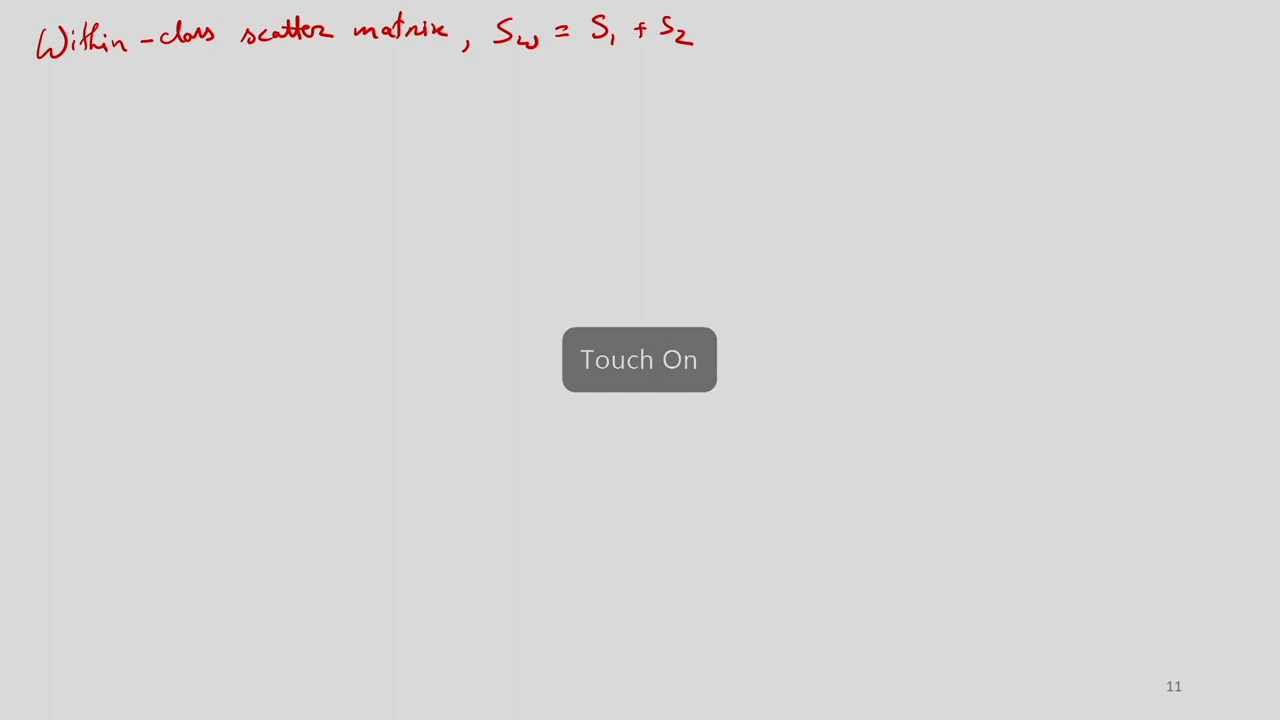 Within-class scatter matrix, S_W = S_1 + S_2
Touch On
11